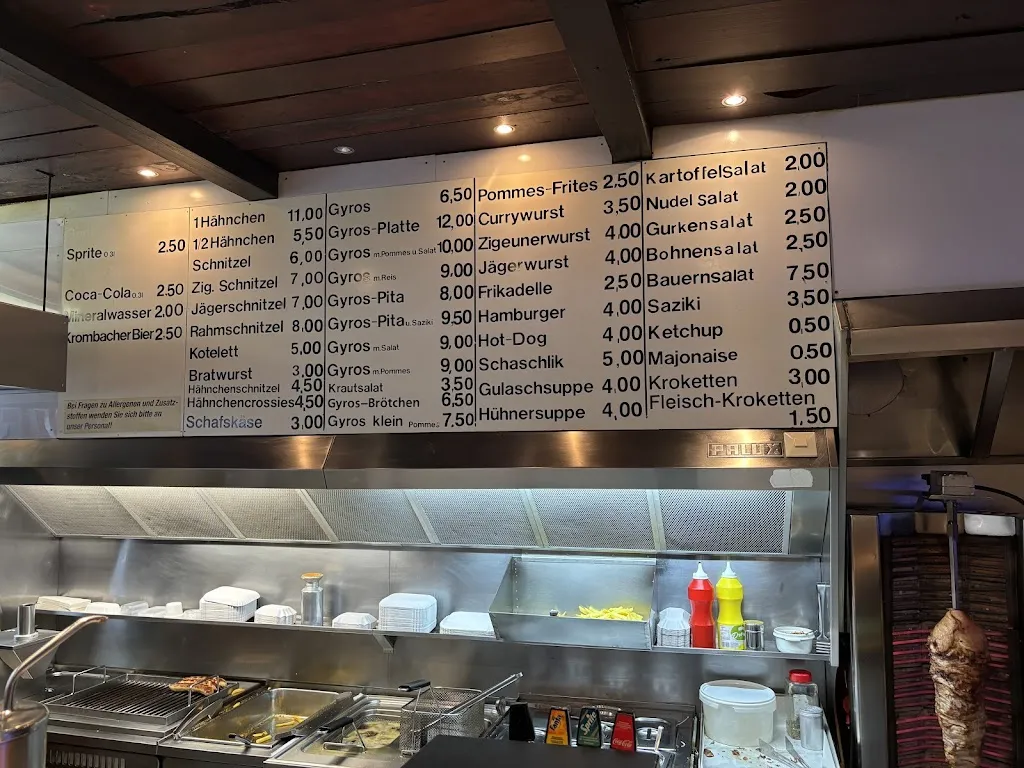 Sprite 0.3l 2.50
Coca-Cola 0.3l 2.50
Mineralwasser 2.00
Krombacher Bier 2.50
Bei Fragen zu Allergenen und Zusatz-
stoffen wenden Sie sich bitte an
unser Personal!
1 Hähnchen 11,00
1/2 Hähnchen 5,50
Schnitzel 6,00
Zig. Schnitzel 7,00
Jägerschnitzel 7,00
Rahmschnitzel 8,00
Kotelett 5,00
Bratwurst 3,00
Hähnchenschnitzel 4,50
Hähnchencrossies 4,50
Schafskäse 3,00
Gyros 6,50
Gyros-Platte 12,00
Gyros m.Pommes u.Salat 10,00
Gyros m.Reis 9,00
Gyros-Pita 8,00
Gyros-Pita u.Saziki 9.50
Gyros m.Salat 9,00
Gyros m.Pommes 9,00
Krautsalat 3,50
Gyros-Brötchen 6,50
Gyros klein Pommes 7,50
Pommes-Frites 2.50
Currywurst 3,50
Zigeunerwurst 4,00
Jägerwurst 4,00
Frikadelle 2,50
Hamburger 4,00
Hot-Dog 4,00
Schaschlik 5,00
Gulaschsuppe 4,00
Hühnersuppe 4,00
Kartoffelsalat 2,00
Nudel salat 2,00
Gurkensalat 2,50
Bohnensalat 2,50
Bauernsalat 7,50
Saziki 3,50
Ketchup 0,50
Majonaise 0.50
Kroketten 3,00
Fleisch-Kroketten
1,50
PALUX
Coca-Cola